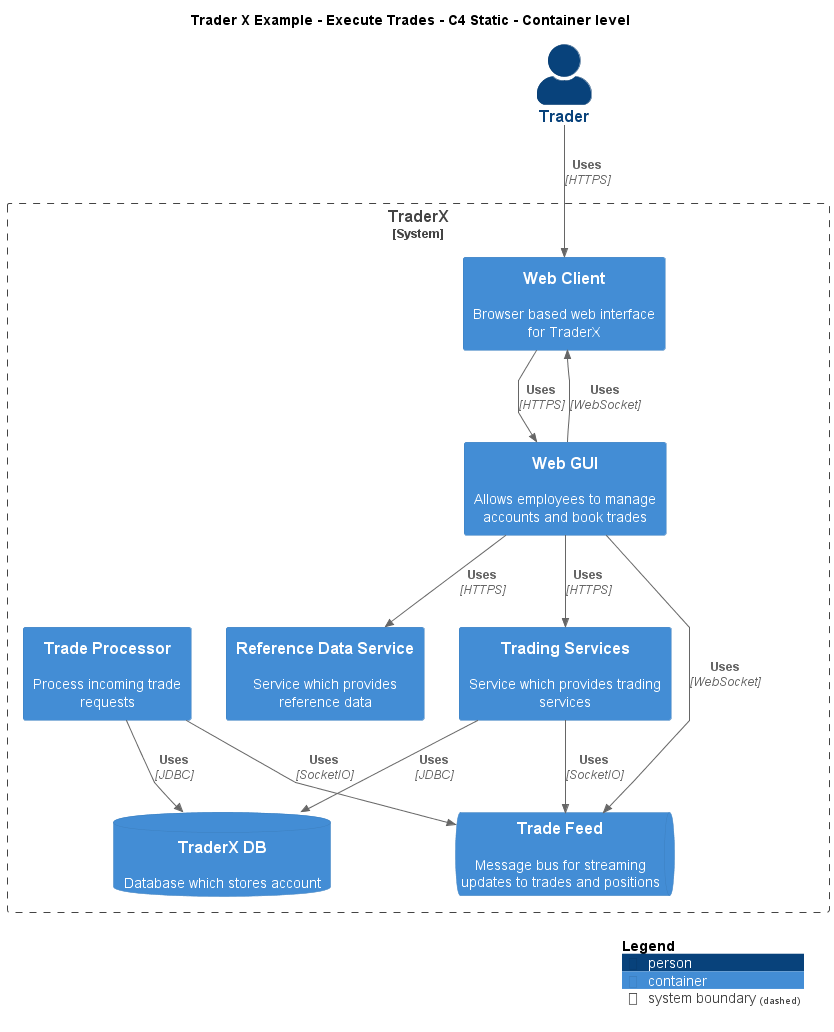 Trader X Example - Execute Trades - C4 Static - Container level
Trader
Uses
[HTTPS]
TraderX
[System]
Web Client
Browser based web interface
for TraderX
Uses
[HTTPS]
Uses
[WebSocket]
Web GUI
Allows employees to manage
accounts and book trades
Uses
[HTTPS]
Uses
[HTTPS]
Uses
[WebSocket]
Trade Processor
Process incoming trade
requests
Reference Data Service
Service which provides
reference data
Trading Services
Service which provides trading
services
Uses
[JDBC]
Uses
[SocketIO]
Uses
[JDBC]
Uses
[SocketIO]
TraderX DB
Database which stores account
Trade Feed
Message bus for streaming
updates to trades and positions
Legend
person
container
system boundary (dashed)